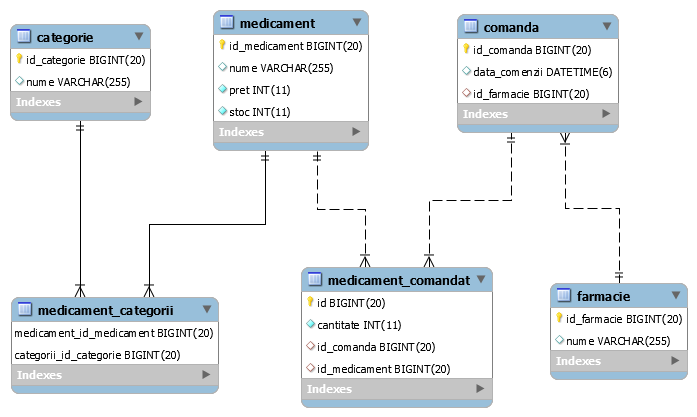 categorie
id_categorie BIGINT(20)
nume VARCHAR(255)
Indexes
medicament
id_medicament BIGINT(20)
nume VARCHAR(255)
pret INT(11)
stoc INT(11)
Indexes
comanda
id_comanda BIGINT(20)
data_comenzii DATETIME(6)
id_farmacie BIGINT(20)
Indexes
medicament_categorii
medicament_id_medicament BIGINT(20)
categorii_id_categorie BIGINT(20)
Indexes
medicament_comandat
id BIGINT(20)
cantitate INT(11)
id_comanda BIGINT(20)
id_medicament BIGINT(20)
Indexes
farmacie
id_farmacie BIGINT(20)
nume VARCHAR(255)
Indexes